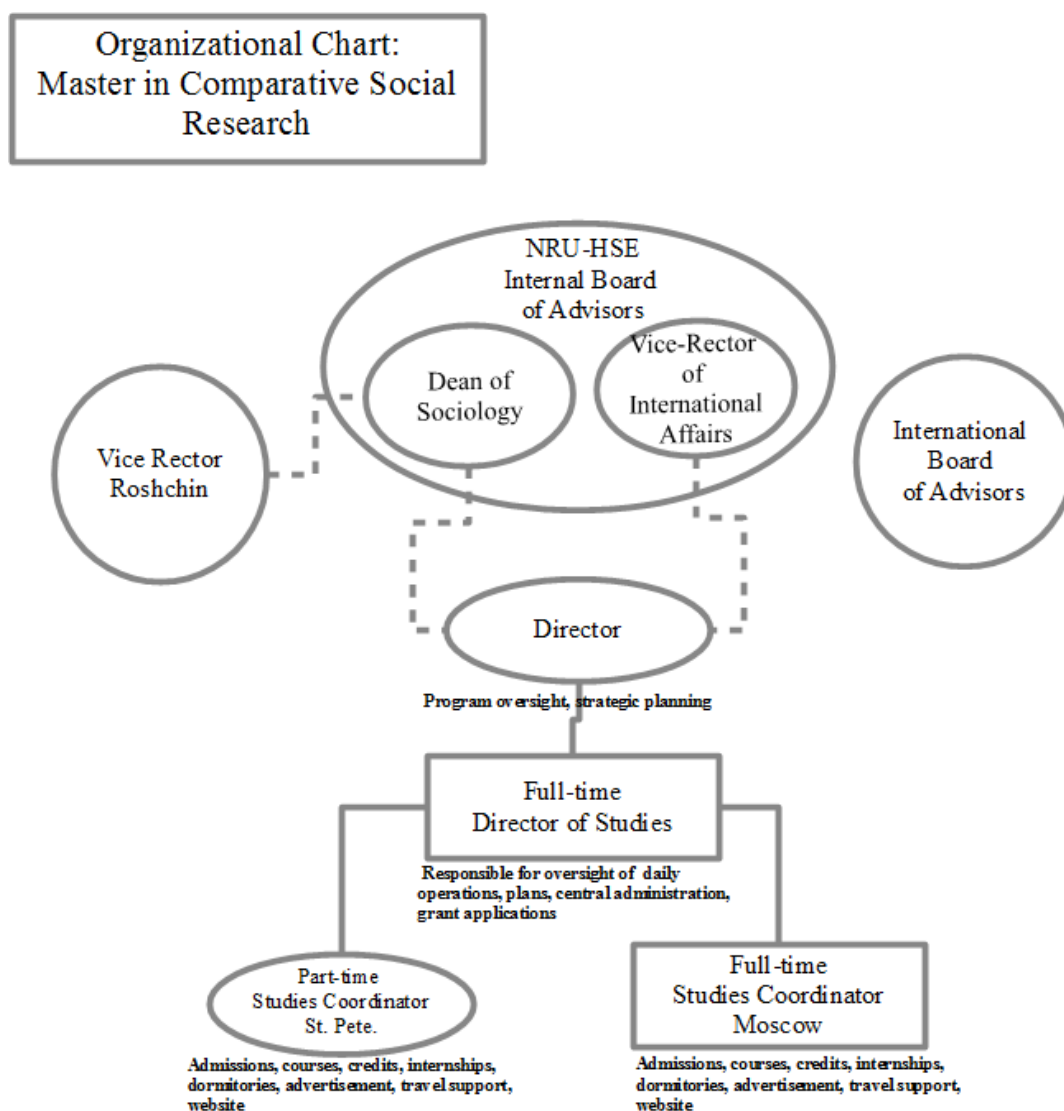 Organizational Chart:
Master in Comparative Social
Research
NRU-HSE
Internal Board
of Advisors
Dean of
Sociology
Vice-Rector
of
International
Affairs
Vice Rector
Roshchin
International
Board
of Advisors
Director
Program oversight, strategic planning
Full-time
Director of Studies
Responsible for oversight of daily
operations, plans, central administration,
grant applications
Part-time
Studies Coordinator
St. Pete.
Admissions, courses, credits, internships,
dormitories, advertisement, travel support,
website
Full-time
Studies Coordinator
Moscow
Admissions, courses, credits, internships,
dormitories, advertisement, travel support,
website